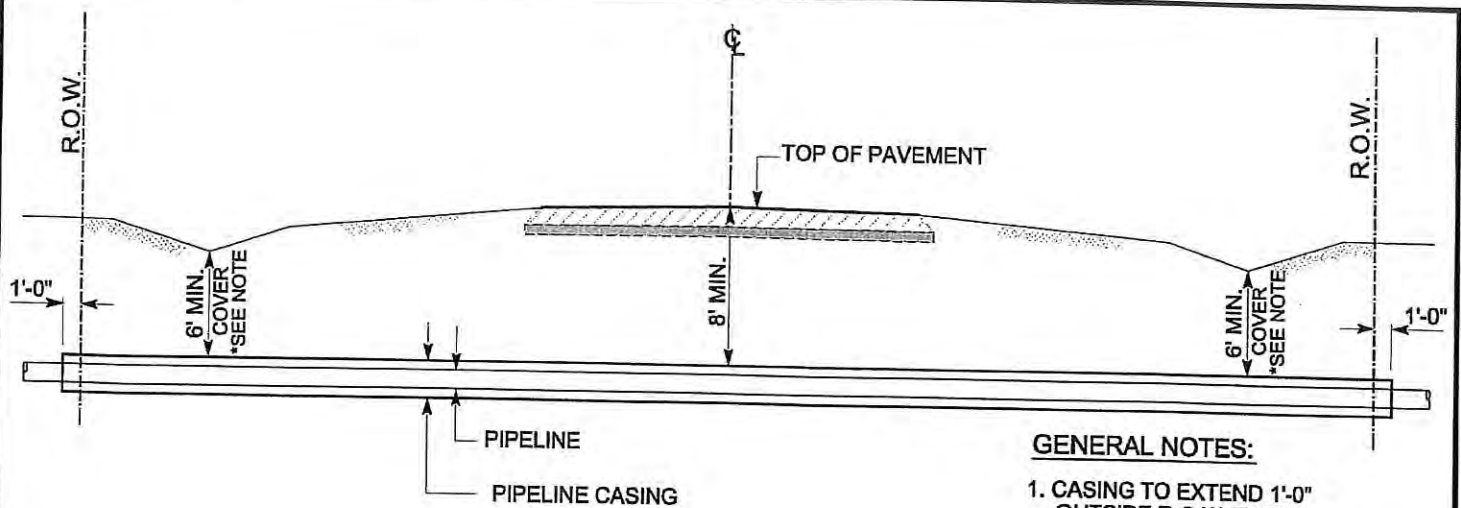 ℄
R.O.W.
R.O.W.
TOP OF PAVEMENT
1'-0"
6' MIN.
COVER
*SEE NOTE
8' MIN.
6' MIN.
COVER
*SEE NOTE
1'-0"
PIPELINE
PIPELINE CASING
GENERAL NOTES:
1. CASING TO EXTEND 1'-0"